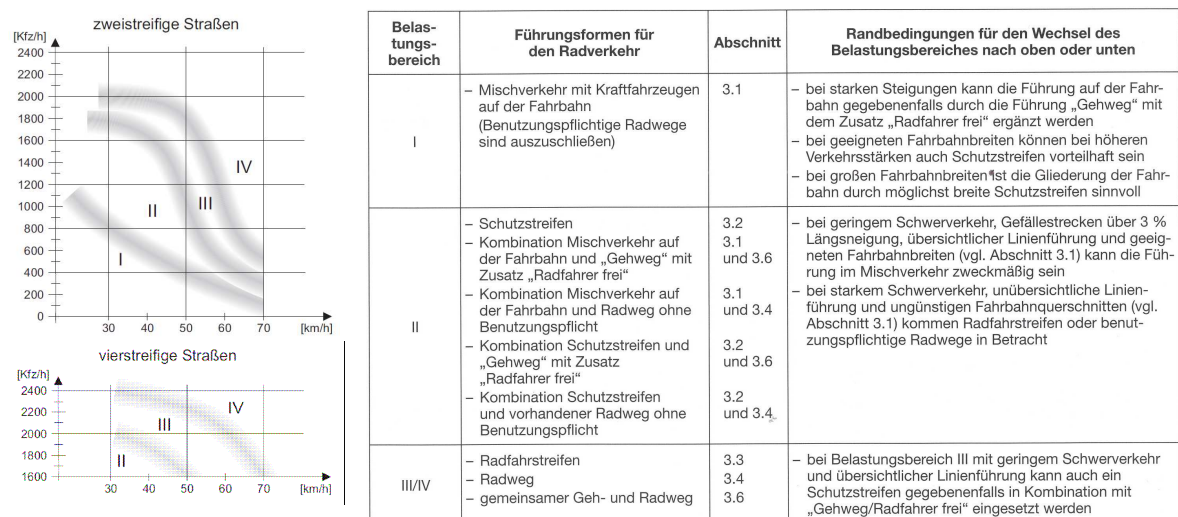 zweistreifige Straßen
[Kfz/h]
2400
2200
2000
1800
1600
1400
1200
1000
800
600
400
200
0
I
II
III
IV
30
40
50
60
70
[km/h]
vierstreifige Straßen
[Kfz/h]
2400
2000
1800
1600
II
III
IV
30
40
50
60
70
[km/h]
Belas-
tungs-
bereich
Führungsformen für
den Radverkehr
Abschnitt
Randbedingungen für den Wechsel des
Belastungsbereiches nach oben oder unten
I
– Mischverkehr mit Kraftfahrzeugen
auf der Fahrbahn
(Benutzungspflichtige Radwege
sind auszuschließen)
3.1
– bei starken Steigungen kann die Führung auf der Fahr-
bahn gegebenenfalls durch die Führung „Gehweg“ mit
dem Zusatz „Radfahrer frei“ ergänzt werden
– bei geeigneten Fahrbahnbreiten können bei höheren
Verkehrsstärken auch Schutzstreifen vorteilhaft sein
– bei großen Fahrbahnbreiten ist die Gliederung der Fahr-
bahn durch möglichst breite Schutzstreifen sinnvoll
II
– Schutzstreifen
– Kombination Mischverkehr auf
der Fahrbahn und „Gehweg“ mit
Zusatz „Radfahrer frei“
– Kombination Mischverkehr auf
der Fahrbahn und Radweg ohne
Benutzungspflicht
– Kombination Schutzstreifen und
„Gehweg“ mit Zusatz
„Radfahrer frei“
– Kombination Schutzstreifen
und vorhandener Radweg ohne
Benutzungspflicht
3.2
3.1
und 3.6
3.1
und 3.4
3.2
und 3.6
3.2
und 3.4
– bei geringem Schwerverkehr, Gefällestrecken über 3 %
Längsneigung, übersichtlicher Linienführung und geeig-
neten Fahrbahnbreiten (vgl. Abschnitt 3.1) kann die Füh-
rung im Mischverkehr zweckmäßig sein
– bei starkem Schwerverkehr, unübersichtliche Linien-
führung und ungünstigen Fahrbahnquerschnitten (vgl.
Abschnitt 3.1) kommen Radfahrstreifen oder benut-
zungspflichtige Radwege in Betracht
III/IV
– Radfahrstreifen
– Radweg
– gemeinsamer Geh- und Radweg
3.3
3.4
3.6
– bei Belastungsbereich III mit geringem Schwerverkehr
und übersichtlicher Linienführung kann auch ein
Schutzstreifen gegebenenfalls in Kombination mit
„Gehweg/Radfahrer frei“ eingesetzt werden